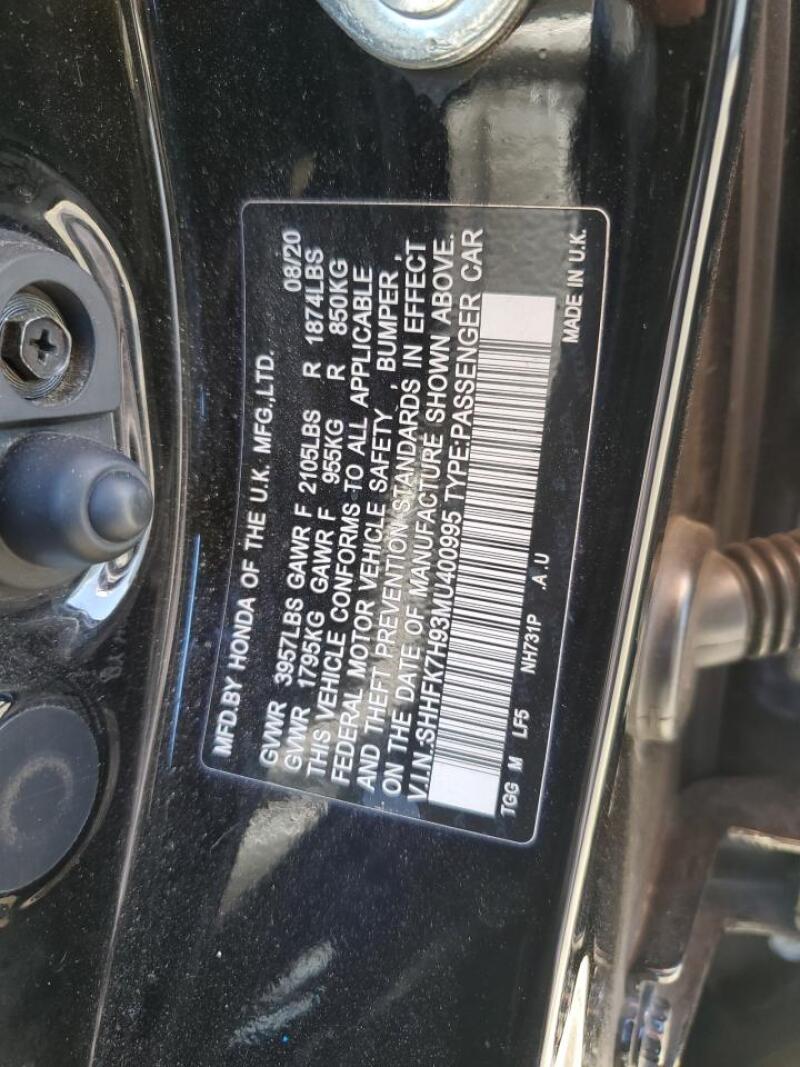 MFD.BY HONDA OF THE U.K. MFG.,LTD.
08/20
GVWR 3957LBS GAWR F 2105LBS R 1874LBS
GVWR 1795KG GAWR F 955KG R 850KG
THIS VEHICLE CONFORMS TO ALL APPLICABLE
FEDERAL MOTOR VEHICLE SAFETY , BUMPER ,
AND THEFT PREVENTION STANDARDS IN EFFECT
ON THE DATE OF MANUFACTURE SHOWN ABOVE.
V.I.N.:SHHFK7H93MU400995 TYPE:PASSENGER CAR
TGG M LF5 NH731P .A.U MADE IN U.K.